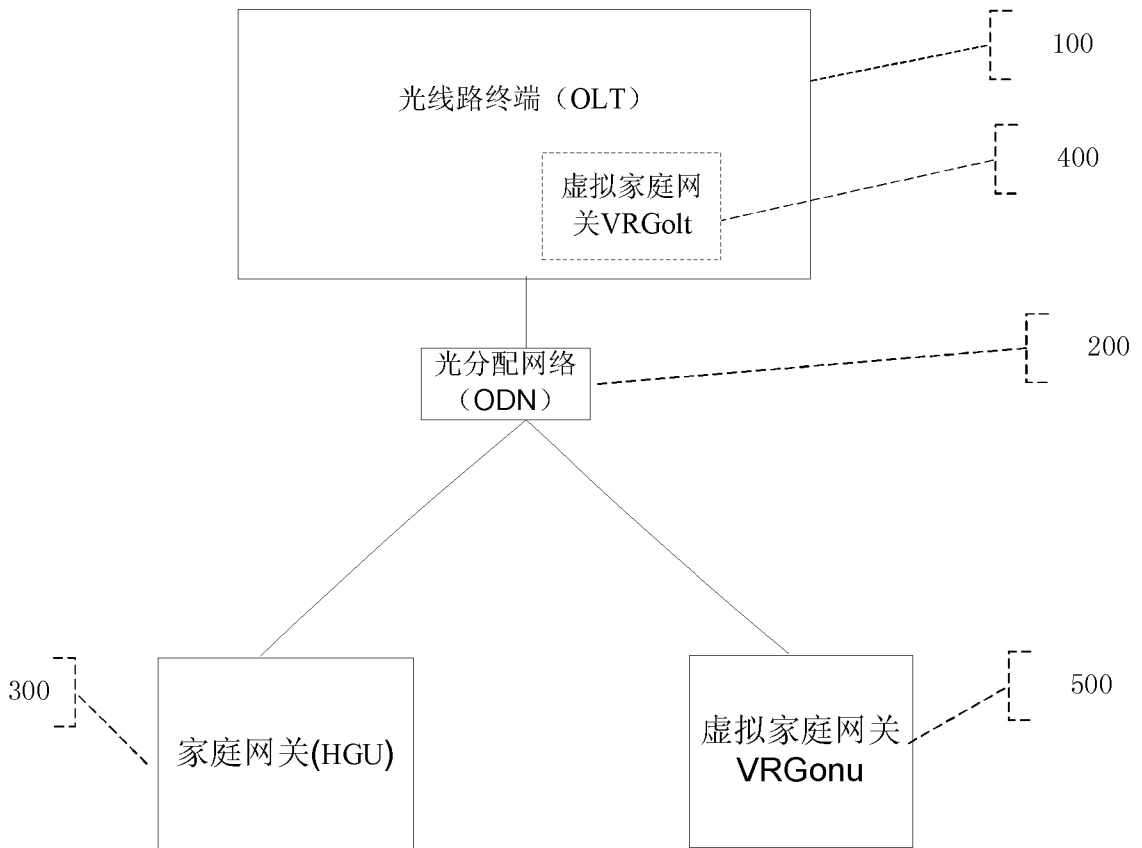 100
光线路终端（OLT）
400
虚拟家庭网
关VRGolt
200
光分配网络
（ODN）
300
500
家庭网关(HGU)
虚拟家庭网关
VRGonu